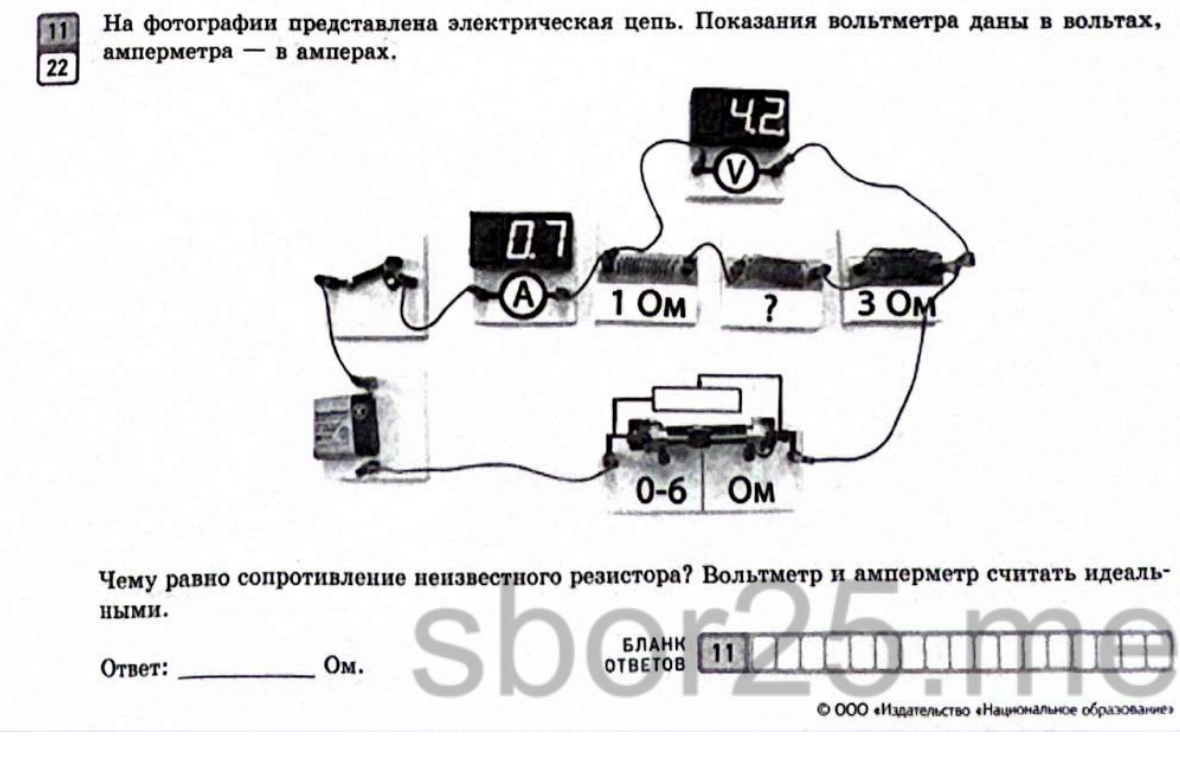 11
22
На фотографии представлена электрическая цепь. Показания вольтметра даны в вольтах,
амперметра — в амперах.
4.2
V
0.7
A
1 Ом
?
3 Ом
0-6 Ом
Чему равно сопротивление неизвестного резистора? Вольтметр и амперметр считать идеаль-
ными.
sbor25.me
Ответ: ____________ Ом.
БЛАНК
ОТВЕТОВ
11
© ООО «Издательство «Национальное образование»